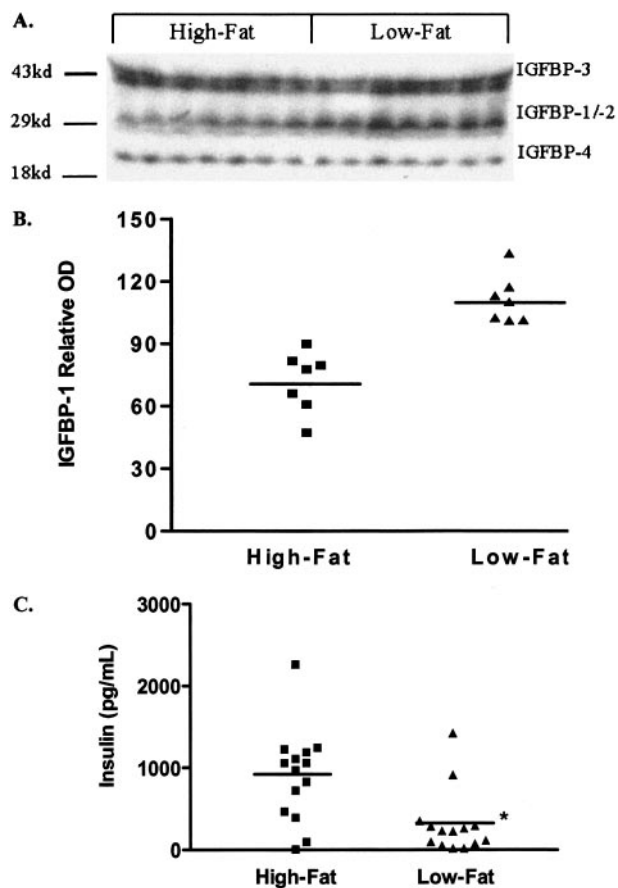 A.
High-Fat Low-Fat
43kd IGFBP-3
29kd IGFBP-1/-2
18kd IGFBP-4
B.
IGFBP-1 Relative OD
150
120
90
60
30
0
High-Fat Low-Fat
C.
Insulin (pg/mL)
3000
2000
1000
0
*
High-Fat Low-Fat